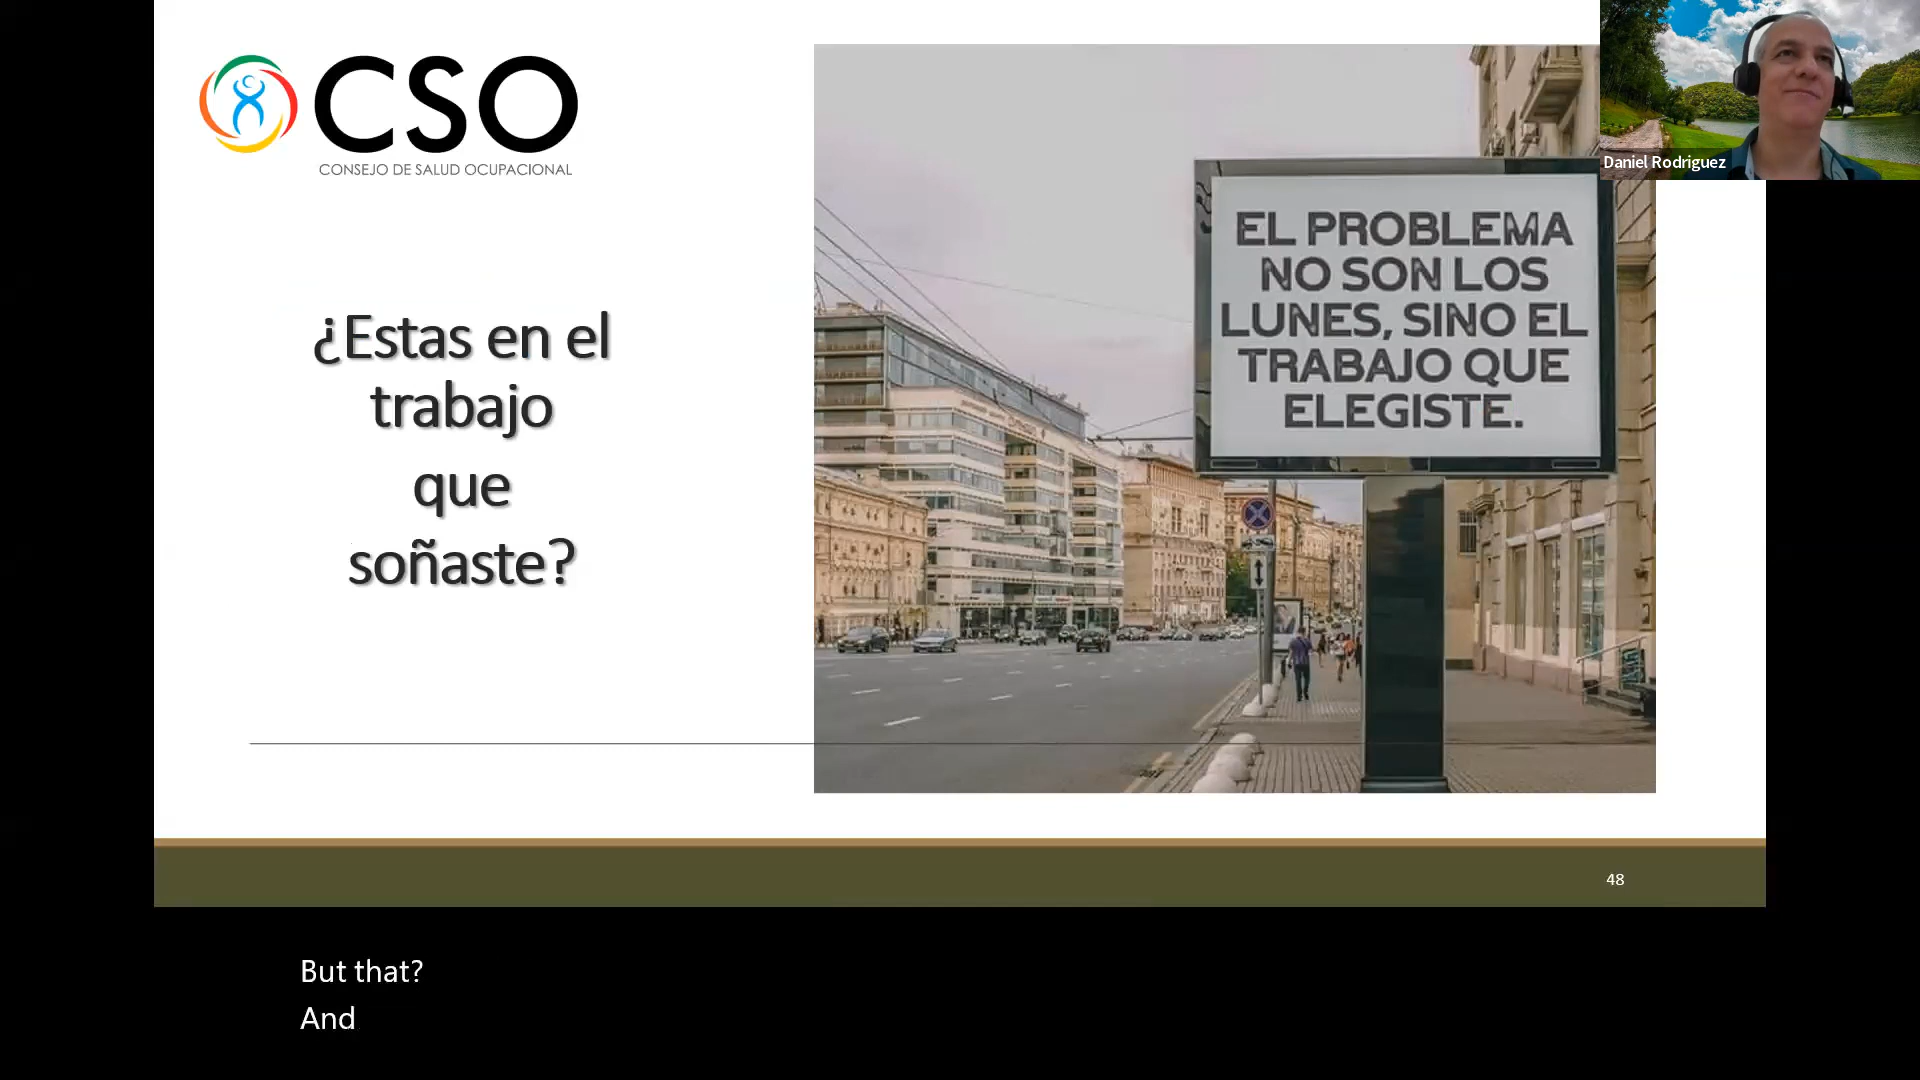 CSO
CONSEJO DE SALUD OCUPACIONAL
¿Estas en el
trabajo
que
soñaste?
EL PROBLEMA
NO SON LOS
LUNES, SINO EL
TRABAJO QUE
ELEGISTE.
Daniel Rodriguez
48
But that?
And